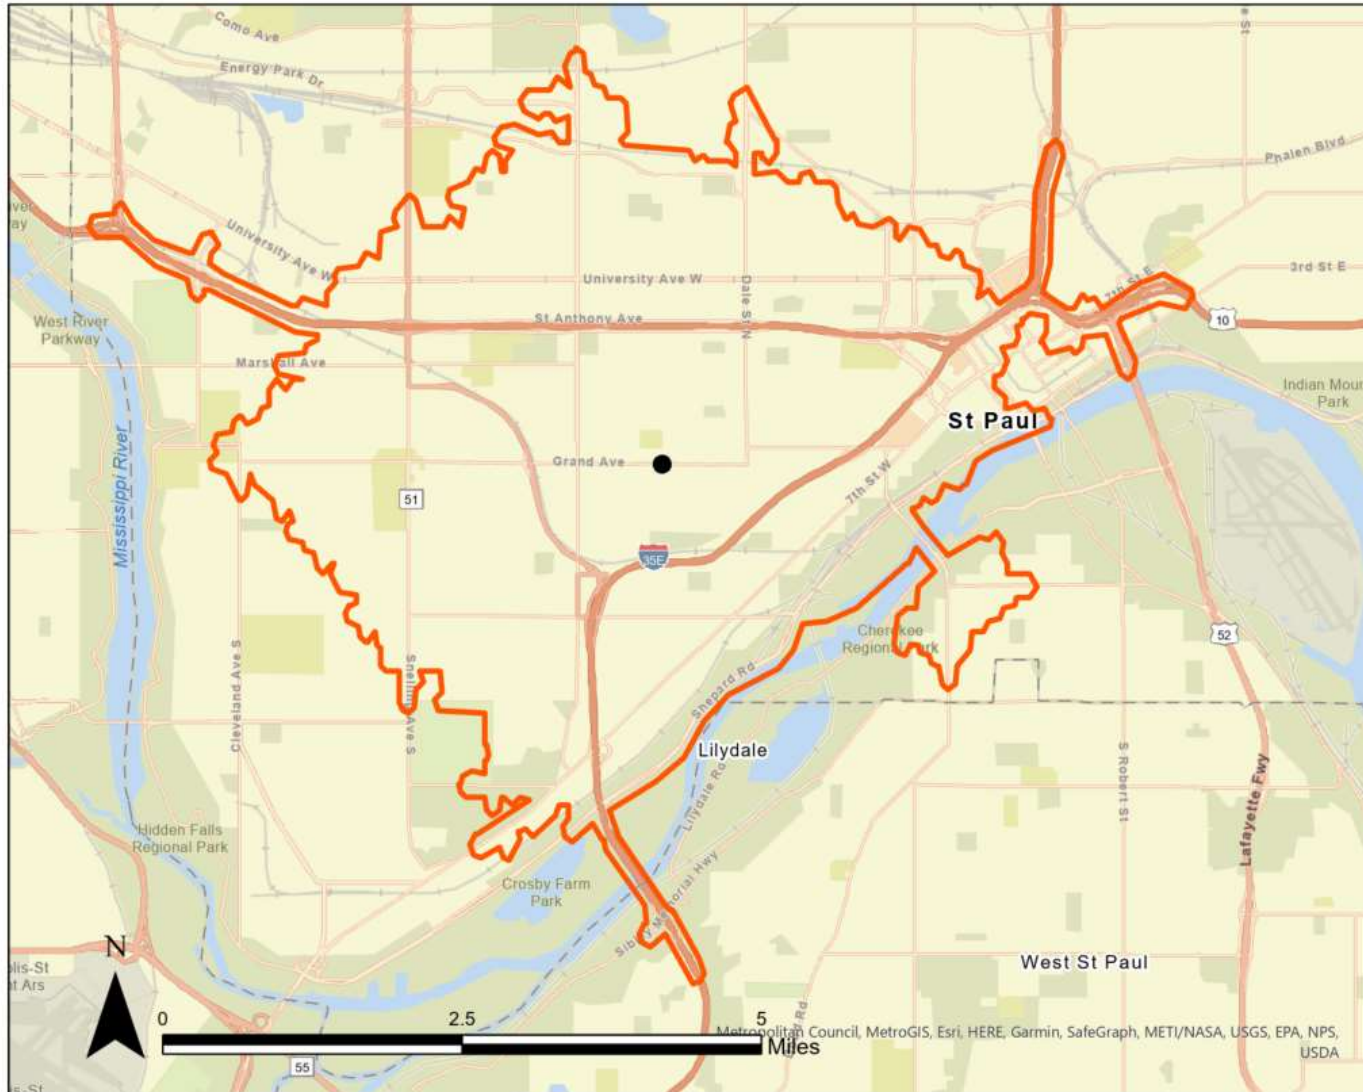 Como Ave
Energy Park Dr
Phalen Blvd
University Ave W
University Ave W
Dale St N
7th St E
3rd St E
10
West River
Parkway
St Anthony Ave
Marshall Ave
Indian
Park
St Paul
Grand Ave
7th St W
51
35E
Mississippi River
Cherokee
Regional Park
52
Cleveland Ave S
Snelling Ave S
Shepard Rd
Lilydale
Lilydale Rd
S Robert St
Lafayette Fwy
Hidden Falls
Regional Park
Crosby Farm
Park
Sibley Memorial Hwy
West St Paul
N
0
2.5
5
Miles
55
Metropolitan Council, MetroGIS, Esri, HERE, Garmin, SafeGraph, METI/NASA, USGS, EPA, NPS,
USDA